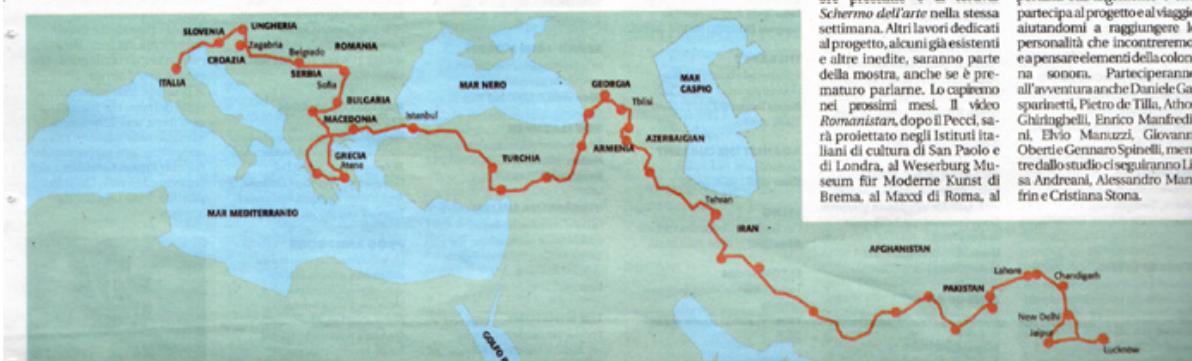 SLOVENIA
UNGHERIA
Zagabria
CROAZIA
Belgrado
ROMANIA
ITALIA
SERBIA
Sofia
BULGARIA
MACEDONIA
Istanbul
GRECIA
Atene
MAR NERO
TURCHIA
GEORGIA
Tblisi
ARMENIA
AZERBAIGIAN
MAR
CASPIO
MAR MEDITERRANEO
Tehran
IRAN
AFGHANISTAN
PAKISTAN
Lahore
Chandigarh
New Delhi
Jaipur
Lucknow
GOLFO
Schermo dell'arte nella stessa
settimana. Altri lavori dedicati
al progetto, alcuni già esistenti
e altre inedite, saranno parte
della mostra, anche se è pre-
maturo parlarne. Lo capiremo
nei prossimi mesi. Il video
Romanistan, dopo il Pecci, sa-
rà proiettato negli Istituti ita-
liani di cultura di San Paolo e
di Londra, al Weserburg Mu-
seum für Moderne Kunst di
Brema, al Maxxi di Roma, al
partecipa al progetto e al viaggio
aiutandomi a raggiungere
personalità che incontreremo
e a pensare elementi della colon
na sonora. Parteciperanno
all'avventura anche Daniele Ga
sparinetti, Pietro de Tilla, Atho
Ghiringhelli, Enrico Manfredi
ni, Elvio Manuzzi, Giovann
Oberti e Gennaro Spinelli, men
tre dallo studio ci seguiranno Li
sa Andreani, Alessandro Man
frin e Cristiana Stona.